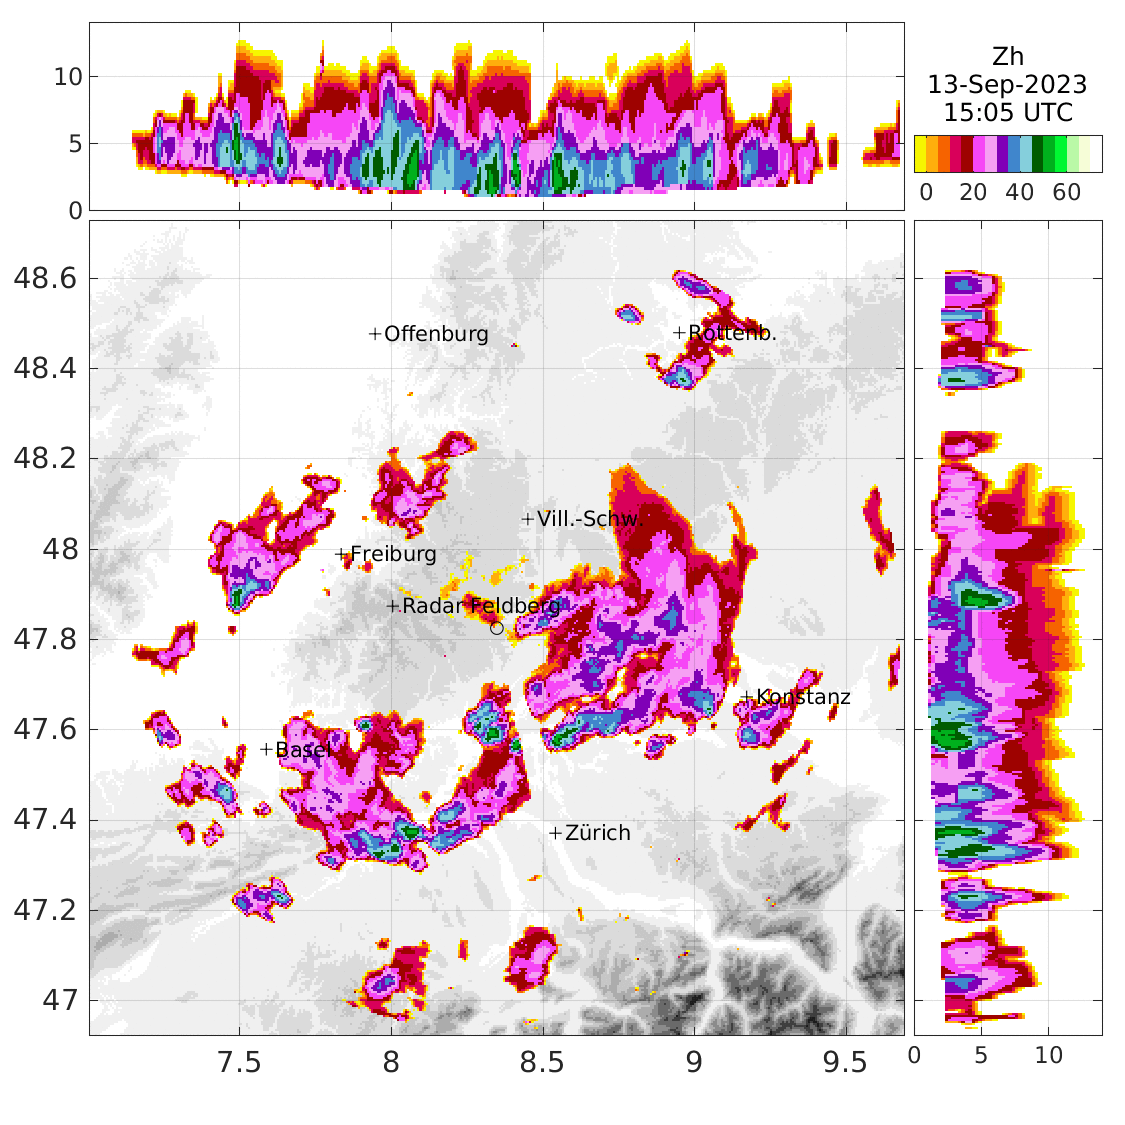 10
5
0
Zh
13-Sep-2023
15:05 UTC
0 20 40 60
48.6
48.4
48.2
48
47.8
47.6
47.4
47.2
47
+Offenburg
+Rottenb.
+Vill.-Schw.
+Freiburg
+Radar Feldberg
+Konstanz
+Basel
+Zürich
7.5 8 8.5 9 9.5
0 5 10